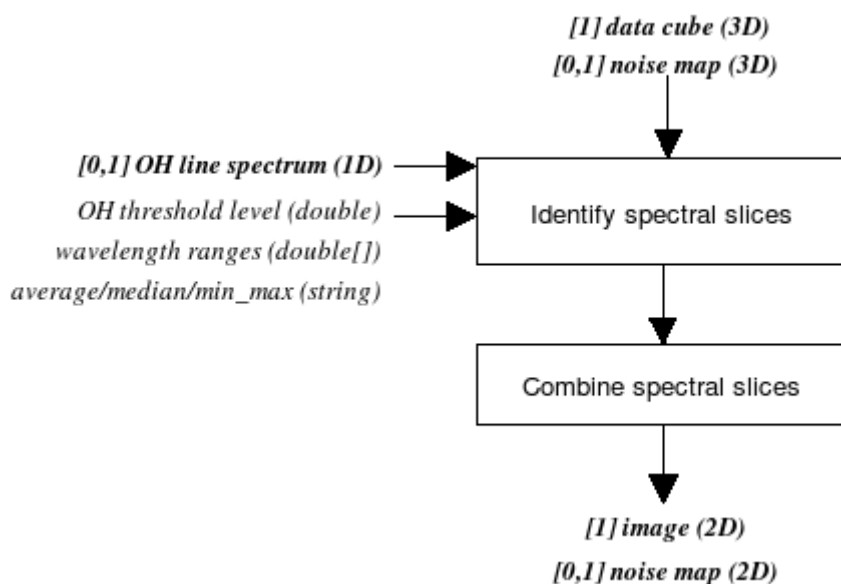 [1] data cube (3D)
[0,1] noise map (3D)
[0,1] OH line spectrum (1D)
OH threshold level (double)
wavelength ranges (double[])
average/median/min_max (string)
Identify spectral slices
Combine spectral slices
[1] image (2D)
[0,1] noise map (2D)